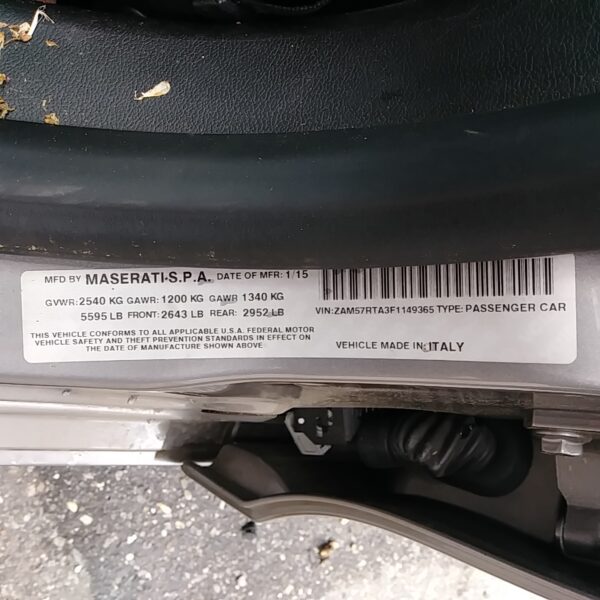 MFD BY MASERATI S.P.A. DATE OF MFR: 1/15
GVWR: 2540 KG GAWR: 1200 KG GAWR 1340 KG
5595 LB FRONT: 2643 LB REAR: 2952 LB
THIS VEHICLE CONFORMS TO ALL APPLICABLE U.S.A. FEDERAL MOTOR
VEHICLE SAFETY AND THEFT PREVENTION STANDARDS IN EFFECT ON
THE DATE OF MANUFACTURE SHOWN ABOVE
VIN:ZAM57RTA3F1149365 TYPE: PASSENGER CAR
VEHICLE MADE IN ITALY